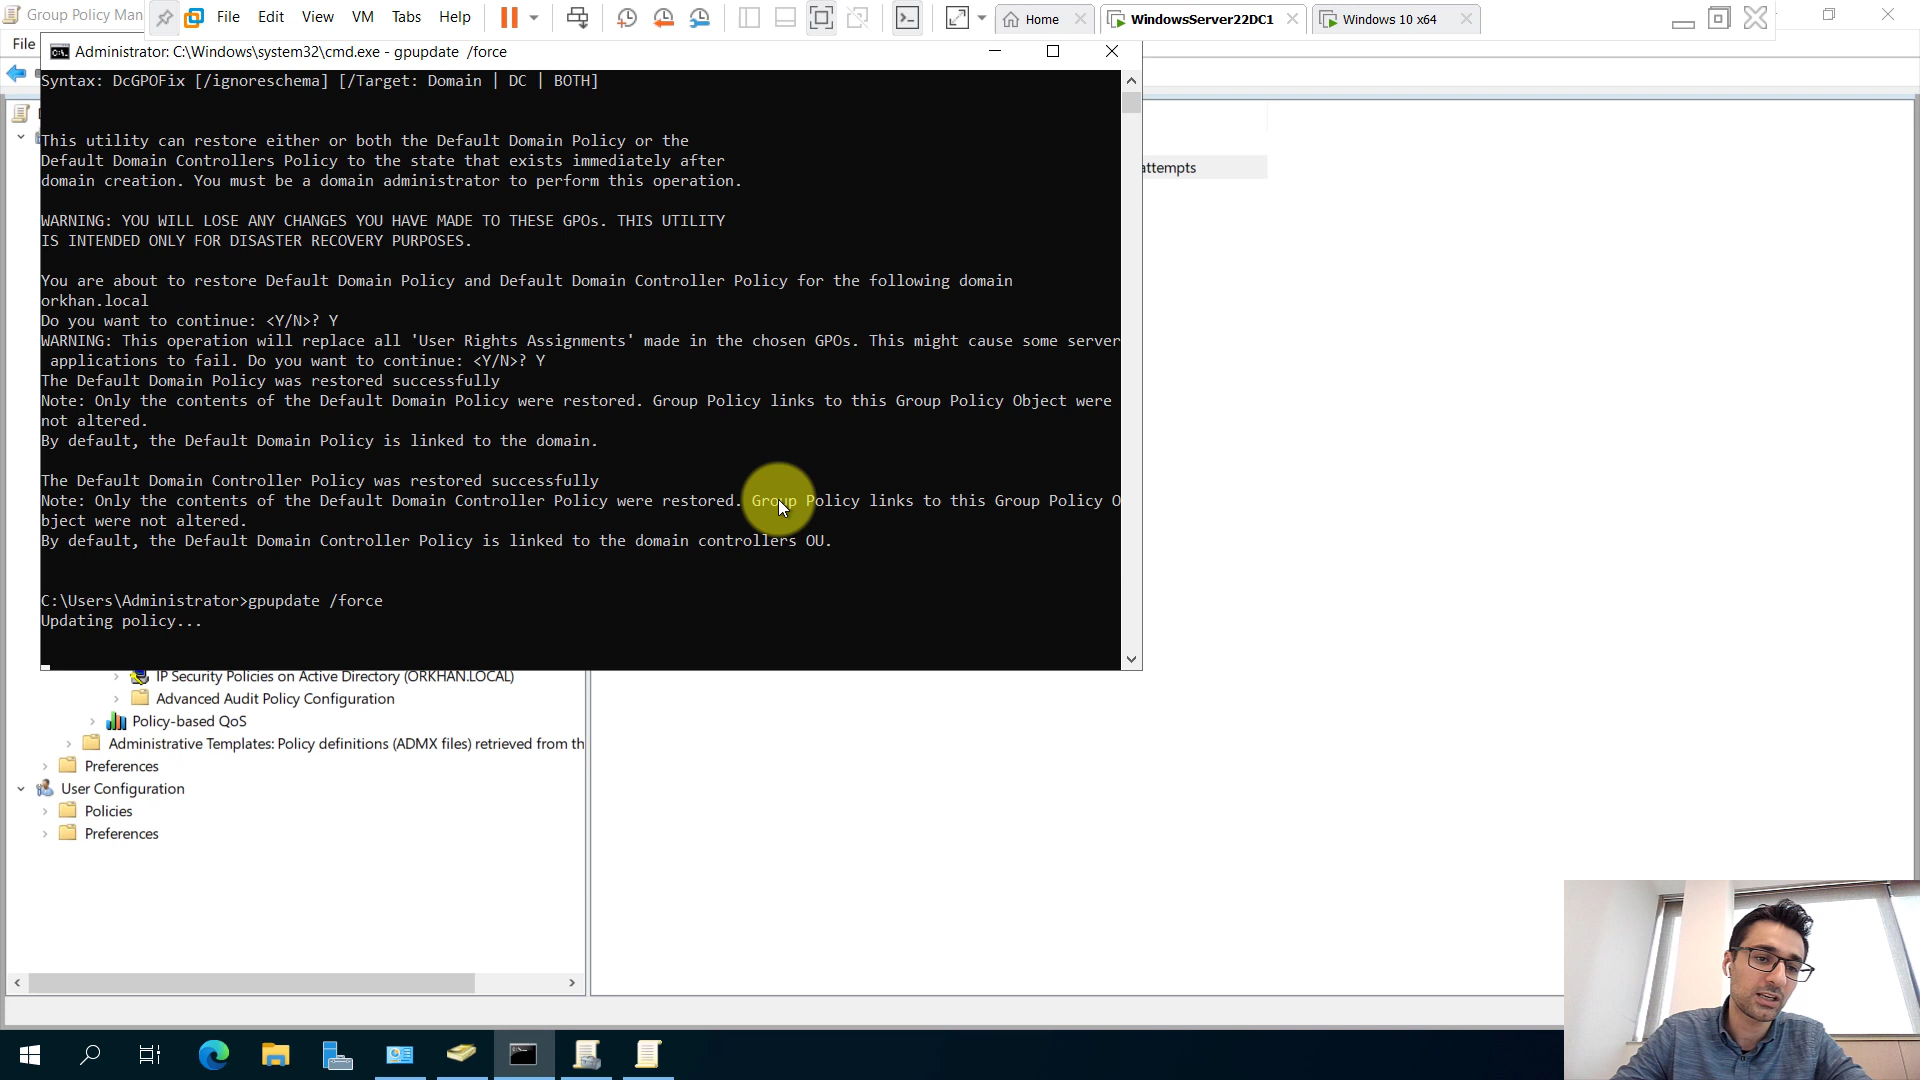 Group Policy Man
File Edit View VM Tabs Help
Home
WindowsServer22DC1
Windows 10 x64
File
Administrator: C:\Windows\system32\cmd.exe - gpupdate /force
Syntax: DcGPOFix [/ignoreschema] [/Target: Domain | DC | BOTH]
This utility can restore either or both the Default Domain Policy or the
Default Domain Controllers Policy to the state that exists immediately after
domain creation. You must be a domain administrator to perform this operation.
WARNING: YOU WILL LOSE ANY CHANGES YOU HAVE MADE TO THESE GPOs. THIS UTILITY
IS INTENDED ONLY FOR DISASTER RECOVERY PURPOSES.
You are about to restore Default Domain Policy and Default Domain Controller Policy for the following domain
orkhan.local
Do you want to continue: <Y/N>? Y
WARNING: This operation will replace all 'User Rights Assignments' made in the chosen GPOs. This might cause some server
applications to fail. Do you want to continue: <Y/N>? Y
The Default Domain Policy was restored successfully
Note: Only the contents of the Default Domain Policy were restored. Group Policy links to this Group Policy Object were
not altered.
By default, the Default Domain Policy is linked to the domain.
The Default Domain Controller Policy was restored successfully
Note: Only the contents of the Default Domain Controller Policy were restored. Group Policy links to this Group Policy O
bject were not altered.
By default, the Default Domain Controller Policy is linked to the domain controllers OU.
C:\Users\Administrator>gpupdate /force
Updating policy...
attempts
IP Security Policies on Active Directory (ORKHAN.LOCAL)
Advanced Audit Policy Configuration
Policy-based QoS
Administrative Templates: Policy definitions (ADMX files) retrieved from th
Preferences
User Configuration
Policies
Preferences